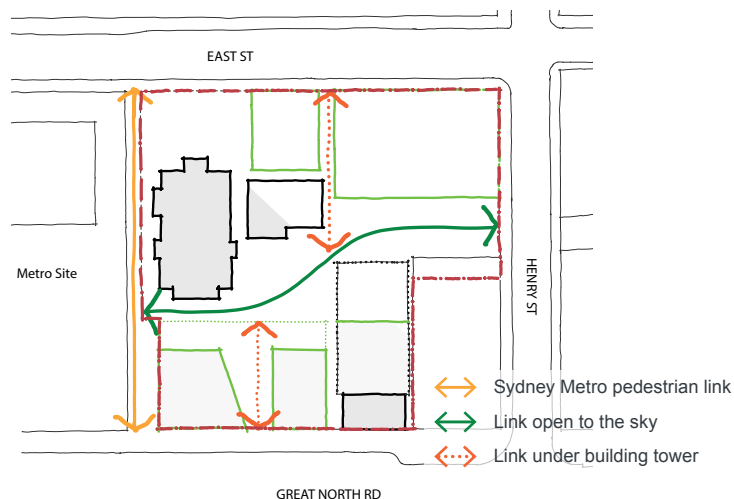 EAST ST
Metro Site
HENRY ST
Sydney Metro pedestrian link
Link open to the sky
Link under building tower
GREAT NORTH RD